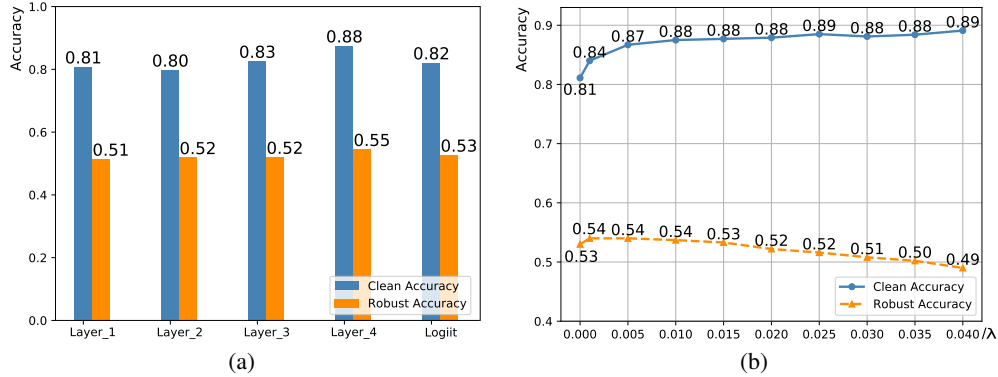 Accuracy
1.0
0.8
0.6
0.4
0.2
0.0
0.81
0.51
0.80
0.52
0.83
0.52
0.88
0.55
0.82
0.53
Clean Accuracy
Robust Accuracy
Layer_1 Layer_2 Layer_3 Layer_4 Logiit
(a)
Accuracy
0.9
0.8
0.7
0.6
0.5
0.4
0.81 0.84 0.87 0.88 0.88 0.88 0.89 0.88 0.88 0.89
0.53 0.54 0.54 0.54 0.53 0.52 0.52 0.51 0.50 0.49
Clean Accuracy
Robust Accuracy
0.000 0.005 0.010 0.015 0.020 0.025 0.030 0.035 0.040 /λ
(b)